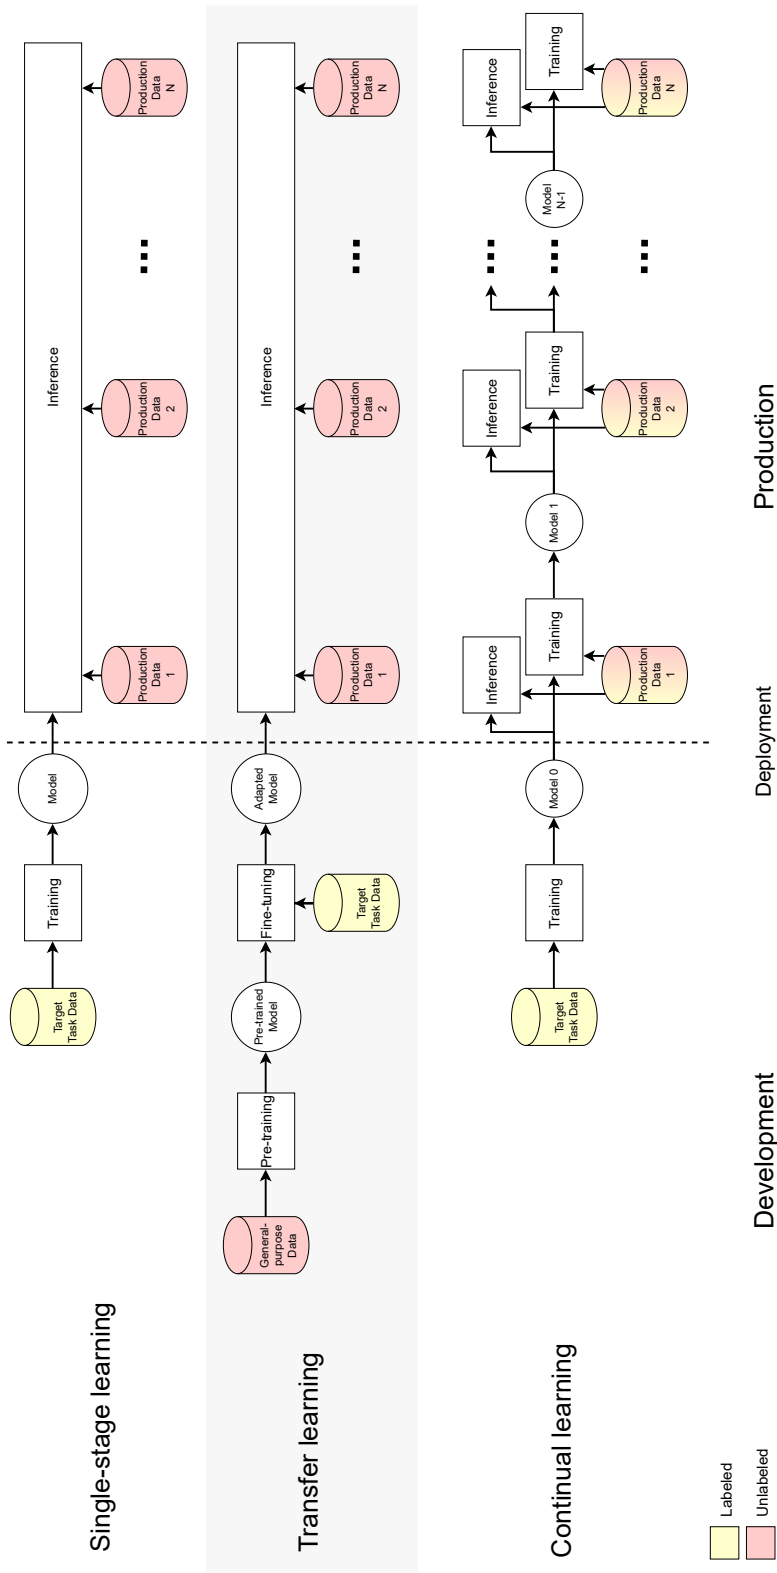 Single-stage learning
Target
Task Data
Training
Model
Inference
Production
Data
1
Production
Data
2
...
Production
Data
N
Transfer learning
General-
purpose
Data
Pre-training
Pre-trained
Model
Fine-tuning
Target
Task Data
Adapted
Model
Inference
Production
Data
1
Production
Data
2
...
Production
Data
N
Continual learning
Target
Task Data
Training
Model 0
Inference
Training
Production
Data
1
Model 1
Inference
Training
Production
Data
2
...
...
...
Model
N-1
Inference
Training
Production
Data
N
Labeled
Unlabeled
Development
Deployment
Production